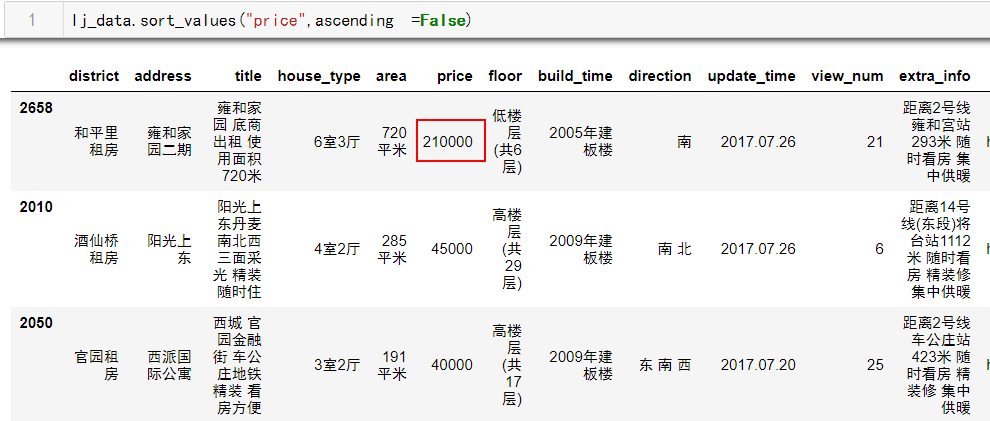 1 lj_data.sort_values("price",ascending =False)
district address title house_type area price floor build_time direction update_time view_num extra_info
2658
和平里
租房
雍和家
园二期
雍和家
园 底商
出租 使
用面积
720米
6室3厅
720
平米
210000
低楼
层
(共6
层)
2005年建
板楼
南
2017.07.26
21
距离2号线
雍和宫站
293米 随
时看房 集
中供暖
2010
酒仙桥
租房
阳光上
东
阳光上
东丹麦
南北西
三面采
光 精装
随时住
4室2厅
285
平米
45000
高楼
层
(共
29
层)
2009年建
板楼
南 北
2017.07.26
6
距离14号
线(东段)将
台站1112
米 随时看
房 精装修
集中供暖
2050
官园租
房
西派国
际公寓
西城 官
园金融
街 车公
庄地铁
精装 看
房方便
3室2厅
191
平米
40000
高楼
层
(共
17
层)
2009年建
板楼
东 南 西
2017.07.20
25
距离2号线
车公庄站
423米 随
时看房 精
装修 集中
供暖